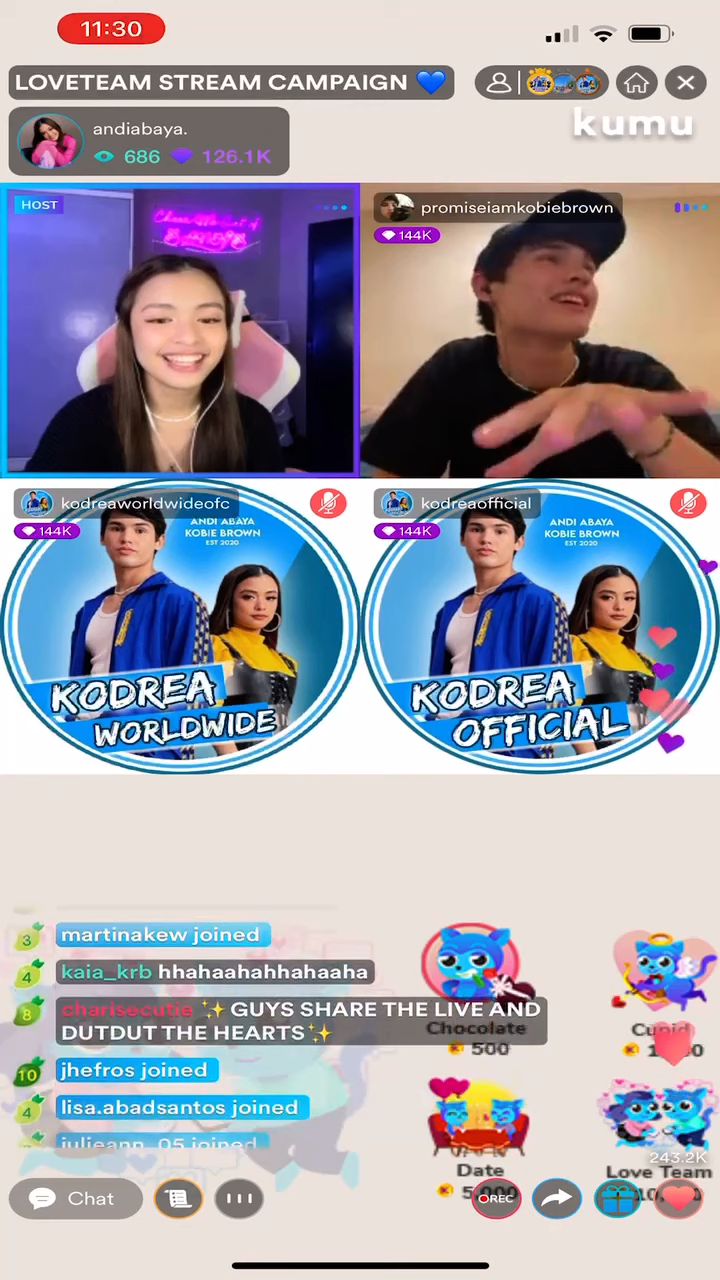 11:30
LOVETEAM STREAM CAMPAIGN 💙
kumu
andiabaya.
686 126.1K
HOST
promiseiamkobiebrown
144K
kodreaworldwideofc
144K
ANDI ABAYA
KOBIE BROWN
EST 2020
KODREA
WORLDWIDE
kodreaofficial
144K
ANDI ABAYA
KOBIE BROWN
EST 2020
KODREA
OFFICIAL
3 martinakew joined
4 kaia_krb hhahaahahhahaaha
8 charisecutie ✨GUYS SHARE THE LIVE AND
DUTDUT THE HEARTS✨
10 jhefros joined
4 lisa.abadsantos joined
julieann_05 joined
Chocolate
500
Cupid
Date
Love Team
243.2K
Chat
REC